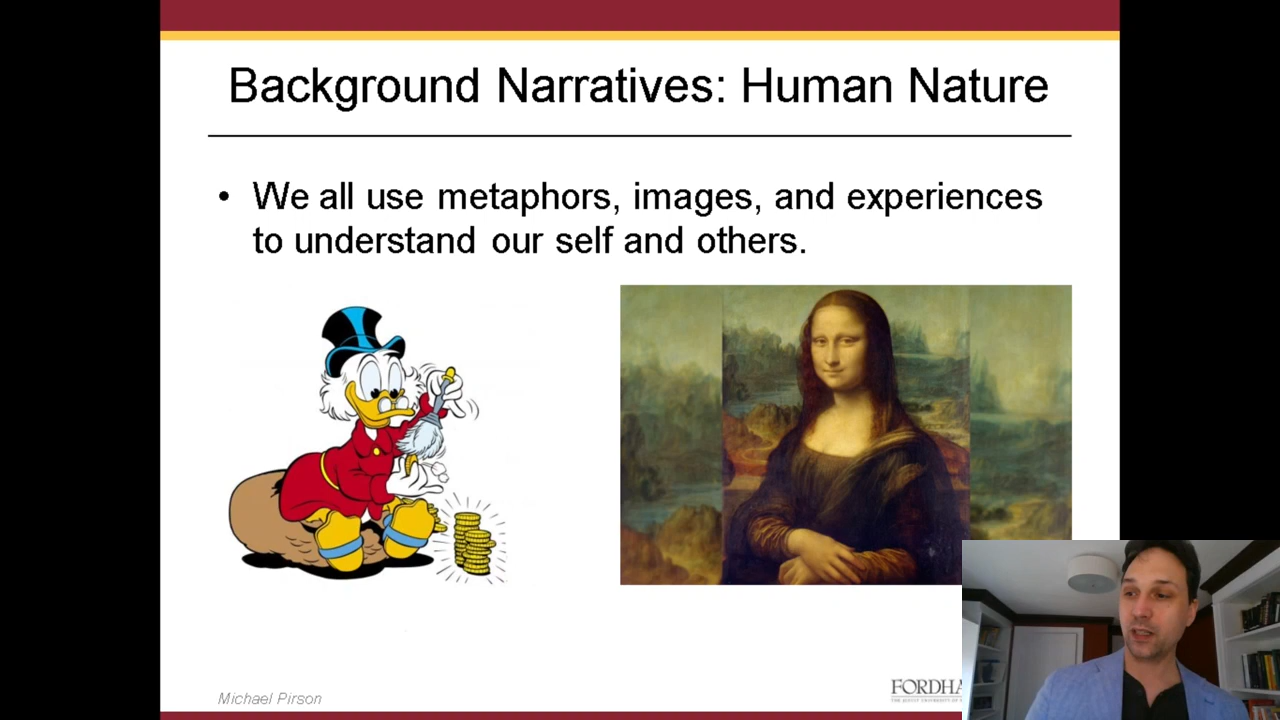 Background Narratives: Human Nature
• We all use metaphors, images, and experiences
to understand our self and others.
Michael Pirson